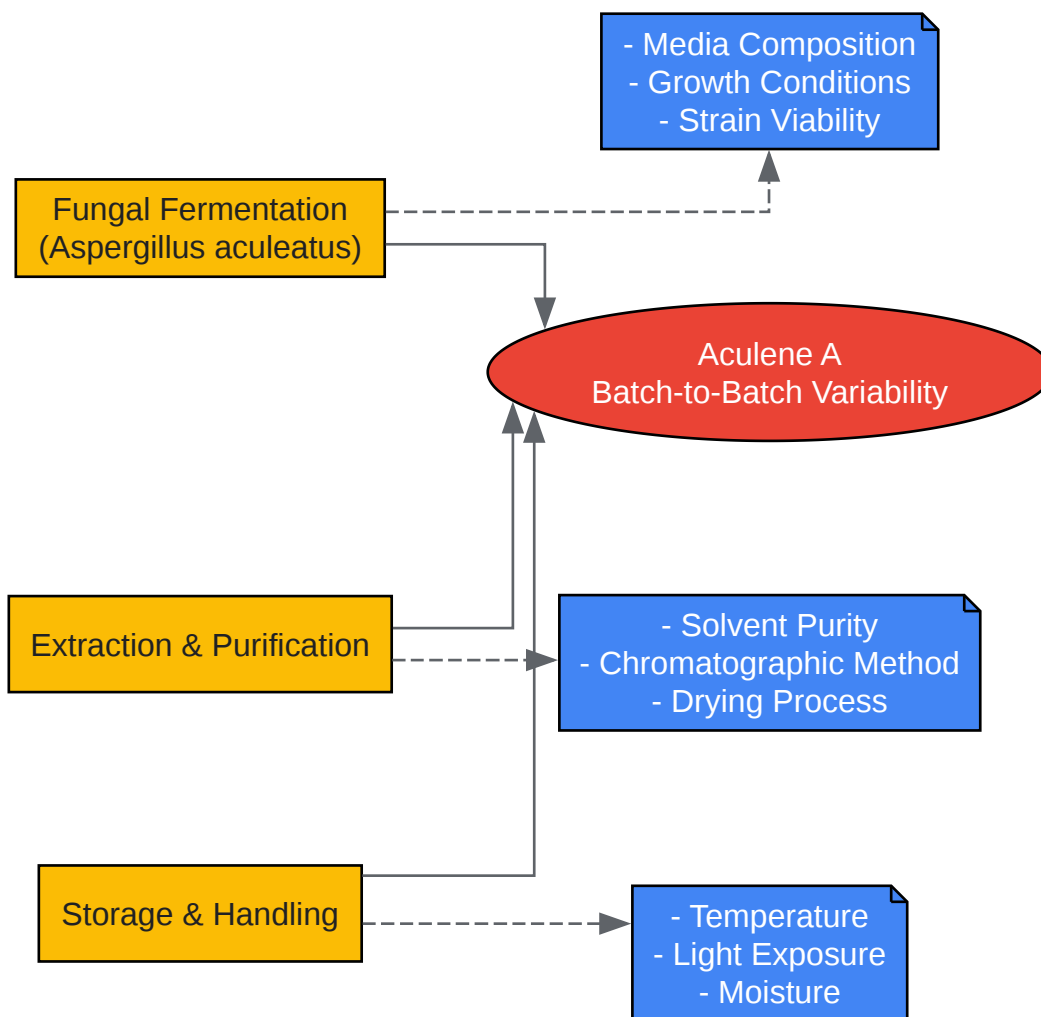 - Media Composition
- Growth Conditions
- Strain Viability
Fungal Fermentation
(Aspergillus aculeatus)
Aculene A
Batch-to-Batch Variability
Extraction & Purification
- Solvent Purity
- Chromatographic Method
- Drying Process
Storage & Handling
- Temperature
- Light Exposure
- Moisture